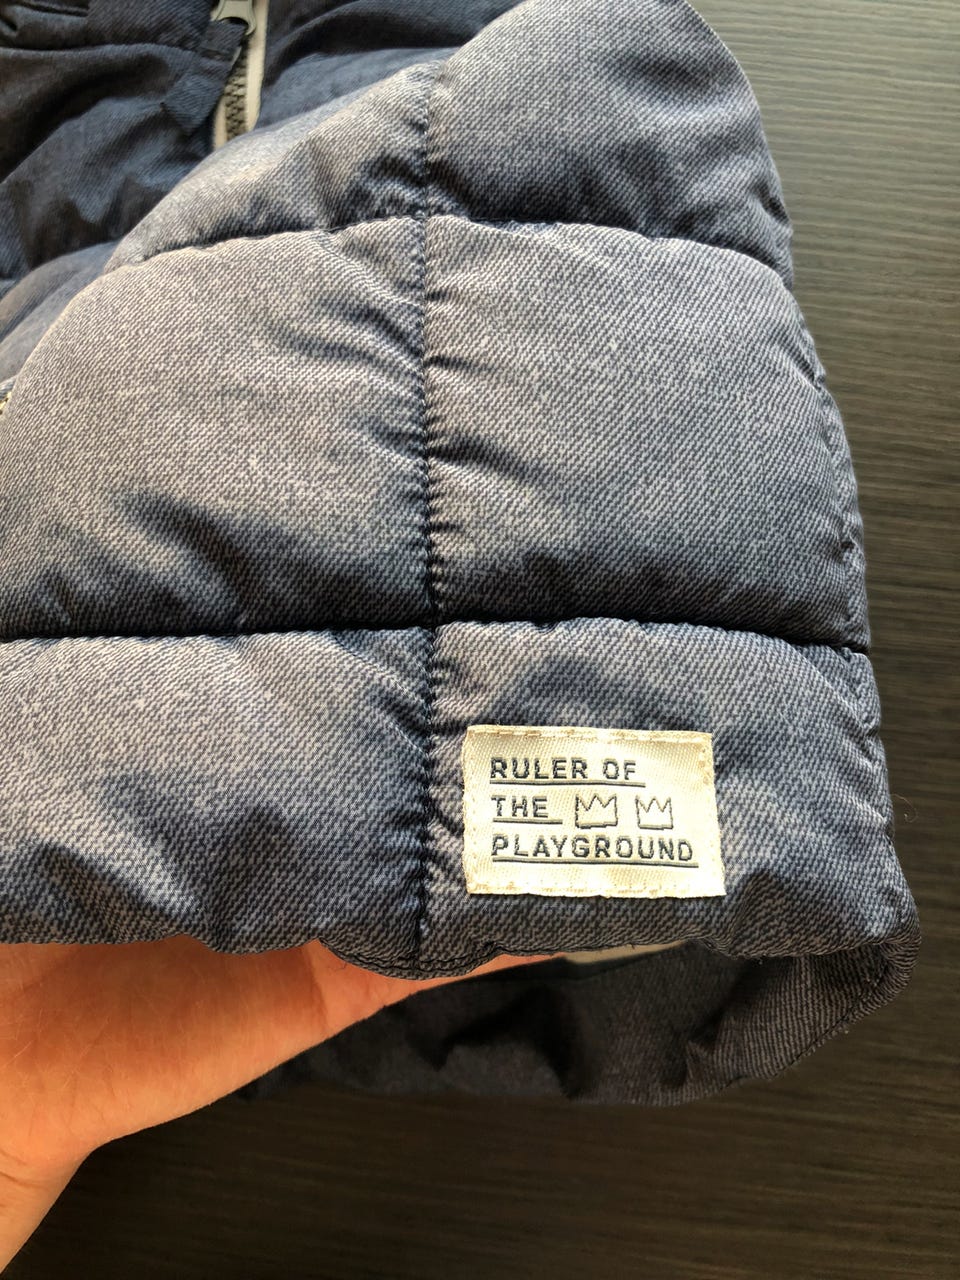 RULER OF
THE
PLAYGROUND